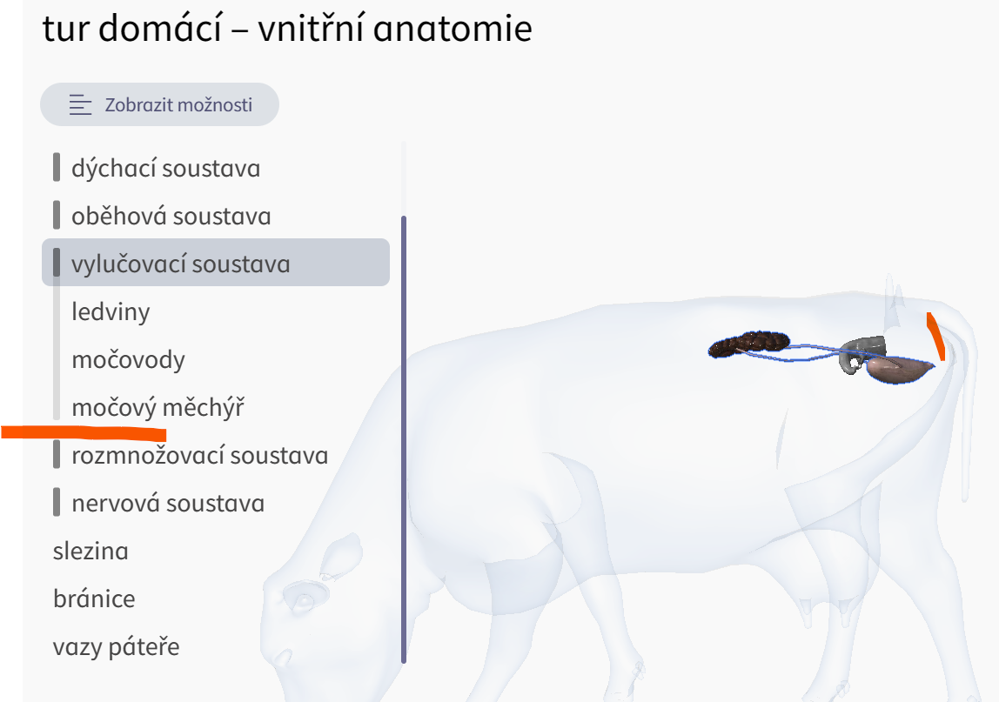 tur domácí – vnitřní anatomie
Zobrazit možnosti
dýchací soustava
oběhová soustava
vylučovací soustava
ledviny
močovody
močový měchýř
rozmnožovací soustava
nervová soustava
slezina
bránice
vazy páteře